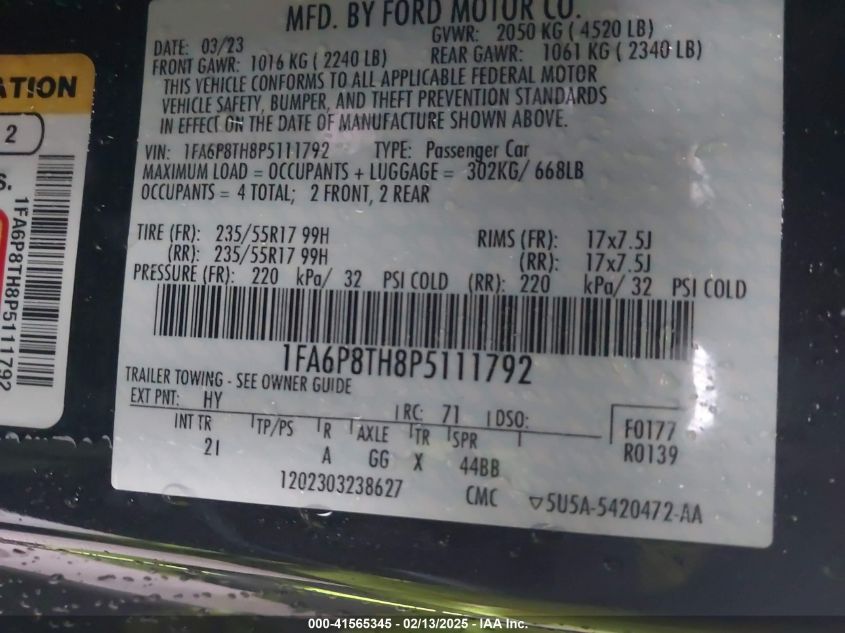 MFD. BY FORD MOTOR CO.
DATE: 03/23 GVWR: 2050 KG ( 4520 LB)
FRONT GAWR: 1016 KG ( 2240 LB) REAR GAWR: 1061 KG ( 2340 LB)
THIS VEHICLE CONFORMS TO ALL APPLICABLE FEDERAL MOTOR
VEHICLE SAFETY, BUMPER, AND THEFT PREVENTION STANDARDS
IN EFFECT ON THE DATE OF MANUFACTURE SHOWN ABOVE.
VIN: 1FA6P8TH8P5111792 TYPE: Passenger Car
MAXIMUM LOAD = OCCUPANTS + LUGGAGE = 302KG/ 668LB
OCCUPANTS = 4 TOTAL; 2 FRONT, 2 REAR
TIRE (FR): 235/55R17 99H RIMS (FR): 17x7.5J
(RR): 235/55R17 99H (RR): 17x7.5J
PRESSURE (FR): 220 kPa/ 32 PSI COLD (RR): 220 kPa/ 32 PSI COLD
1FA6P8TH8P5111792
TRAILER TOWING - SEE OWNER GUIDE
EXT PNT: HY RC: 71 DSO:
INT TR TP/PS R AXLE TR SPR F0177
21 A GG X 44BB R0139
1202303238627 CMC ▽5U5A-5420472-AA
ATION
2
S.
1FA6P8TH8P5111792
000-41565345 - 02/13/2025 - IAA Inc.